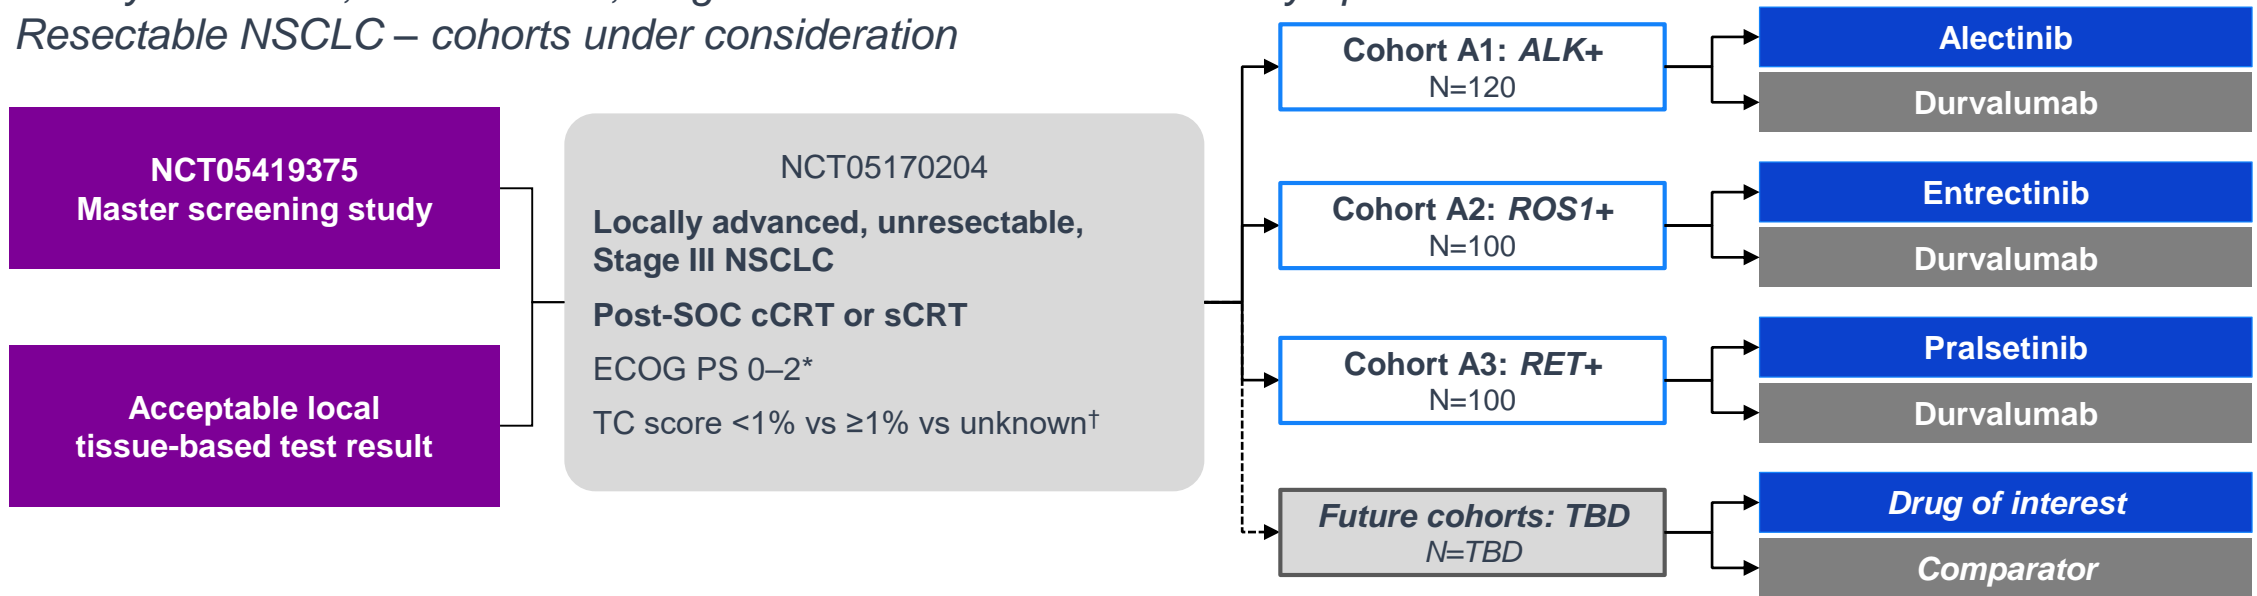 Resectable NSCLC – cohorts under consideration
NCT05419375
Master screening study
Acceptable local
tissue-based test result
NCT05170204
Locally advanced, unresectable,
Stage III NSCLC
Post-SOC cCRT or sCRT
ECOG PS 0–2*
TC score <1% vs ≥1% vs unknown†
Cohort A1: ALK+
N=120
Alectinib
Durvalumab
Cohort A2: ROS1+
N=100
Entrectinib
Durvalumab
Cohort A3: RET+
N=100
Pralsetinib
Durvalumab
Future cohorts: TBD
N=TBD
Drug of interest
Comparator